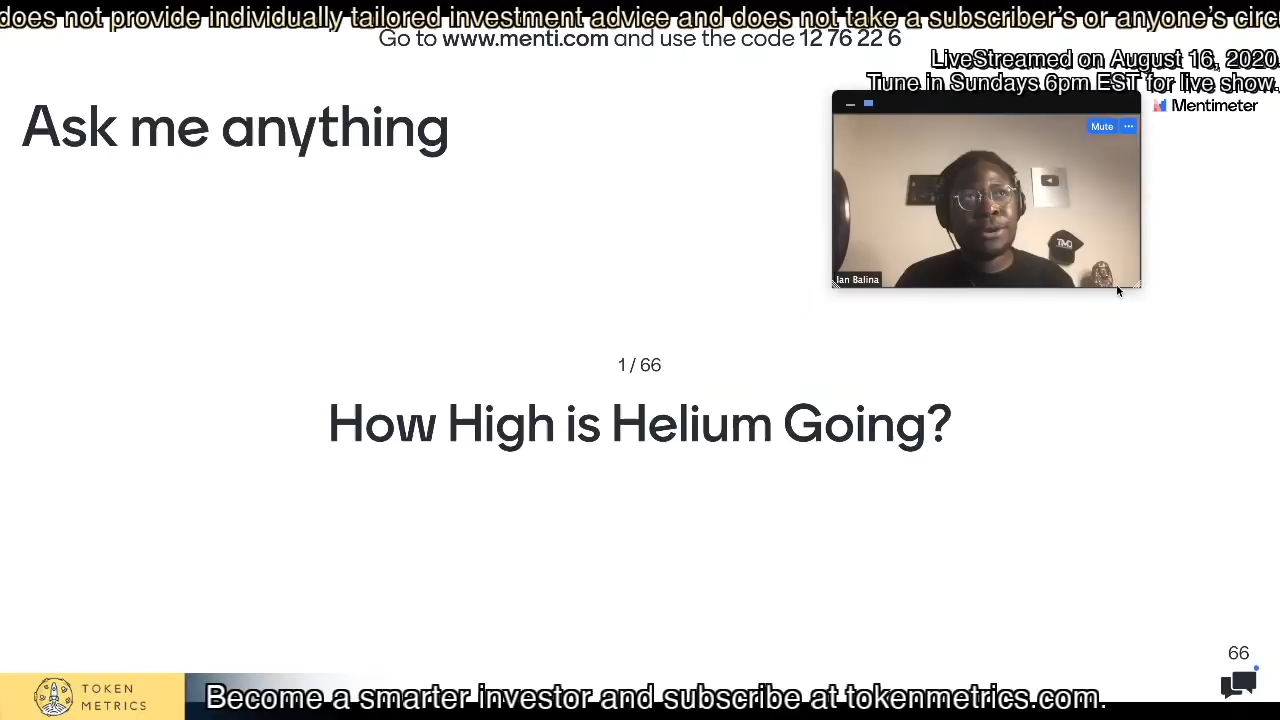 does not provide individually tailored investment advice and does not take a subscriber's or anyone's circ
Go to www.menti.com and use the code 12 76 22 6
LiveStreamed on August 16, 2020.
Tune in Sundays 6pm EST for live show.
Mentimeter
Ask me anything
Mute
TMD
Ian Balina
1 / 66
How High is Helium Going?
66
TOKEN
METRICS
Become a smarter investor and subscribe at tokenmetrics.com.